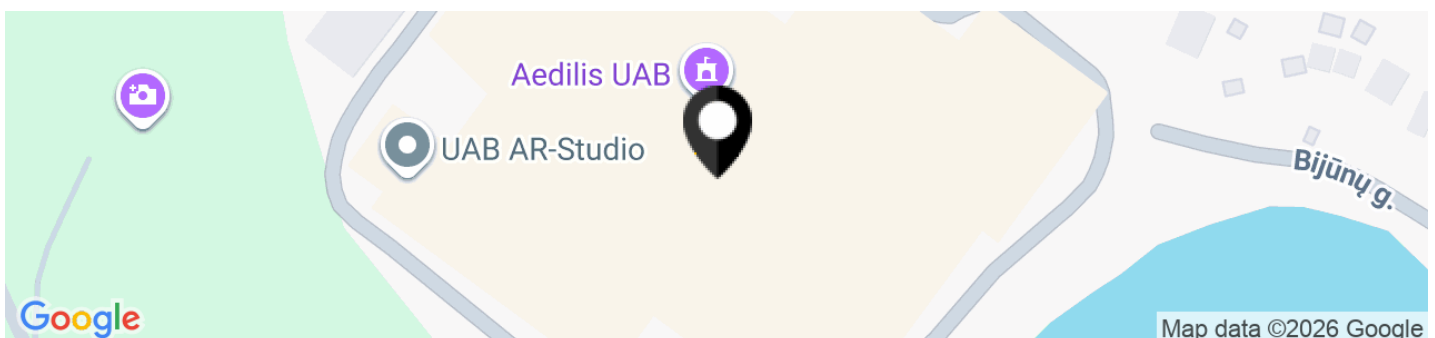 Aedilis UAB
UAB AR-Studio
Bijūnų g.
Google
Map data ©2026 Google